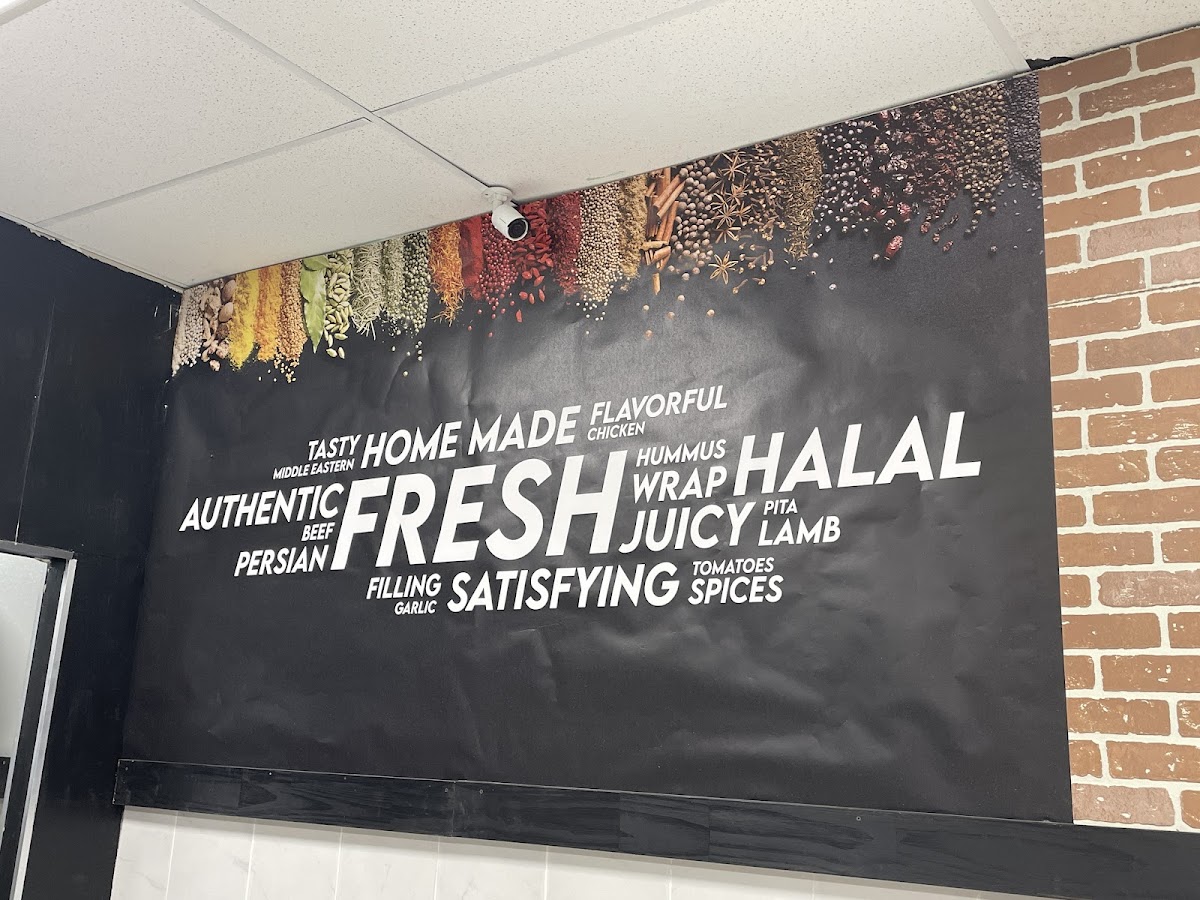 TASTY HOME MADE FLAVORFUL
MIDDLE EASTERN CHICKEN
AUTHENTIC FRESH HUMMUS HALAL
WRAP
BEEF JUICY PITA
PERSIAN LAMB
FILLING SATISFYING TOMATOES
GARLIC SPICES